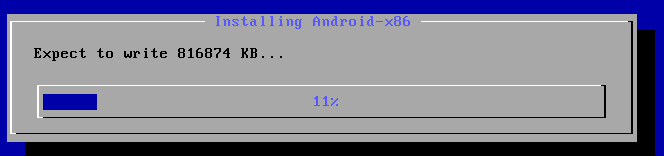 Installing Android-x86
Expect to write 816874 KB...
11%